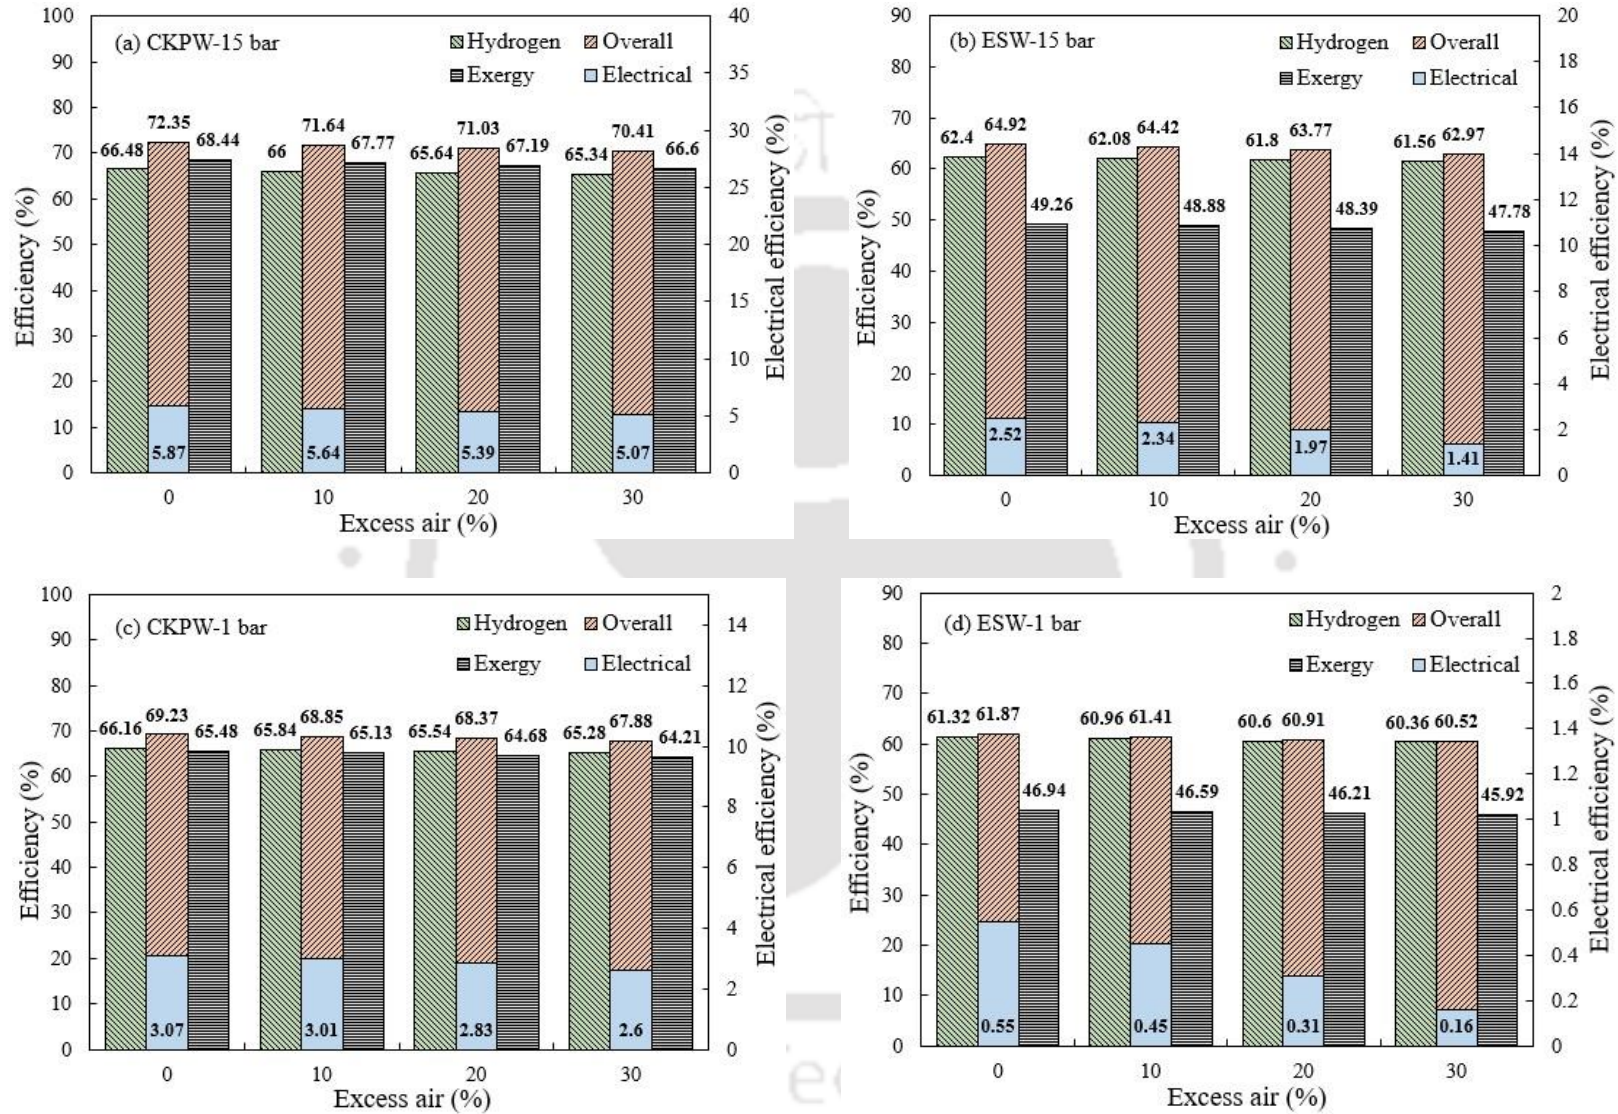 (a) CKPW-15 bar
Hydrogen Overall
Exergy Electrical
Efficiency (%)
100
90
80
70
60
50
40
30
20
10
0
Electrical efficiency (%)
40
35
30
25
20
15
10
5
0
66.48 72.35 68.44
66 71.64 67.77
65.64 71.03 67.19
65.34 70.41 66.6
5.87 5.64 5.39 5.07
0 10 20 30
Excess air (%)
(b) ESW-15 bar
Hydrogen Overall
Exergy Electrical
Efficiency (%)
90
80
70
60
50
40
30
20
10
0
Electrical efficiency (%)
20
18
16
14
12
10
8
6
4
2
0
62.4 64.92 49.26
62.08 64.42 48.88
61.8 63.77 48.39
61.56 62.97 47.78
2.52 2.34 1.97 1.41
0 10 20 30
Excess air (%)
(c) CKPW-1 bar
Hydrogen Overall
Exergy Electrical
Efficiency (%)
100
90
80
70
60
50
40
30
20
10
0
Electrical efficiency (%)
14
12
10
8
6
4
2
0
66.16 69.23 65.48
65.84 68.85 65.13
65.54 68.37 64.68
65.28 67.88 64.21
3.07 3.01 2.83 2.6
0 10 20 30
Excess air (%)
(d) ESW-1 bar
Hydrogen Overall
Exergy Electrical
Efficiency (%)
90
80
70
60
50
40
30
20
10
0
Electrical efficiency (%)
2
1.8
1.6
1.4
1.2
1
0.8
0.6
0.4
0.2
0
61.32 61.87 46.94
60.96 61.41 46.59
60.6 60.91 46.21
60.36 60.52 45.92
0.55 0.45 0.31 0.16
0 10 20 30
Excess air (%)